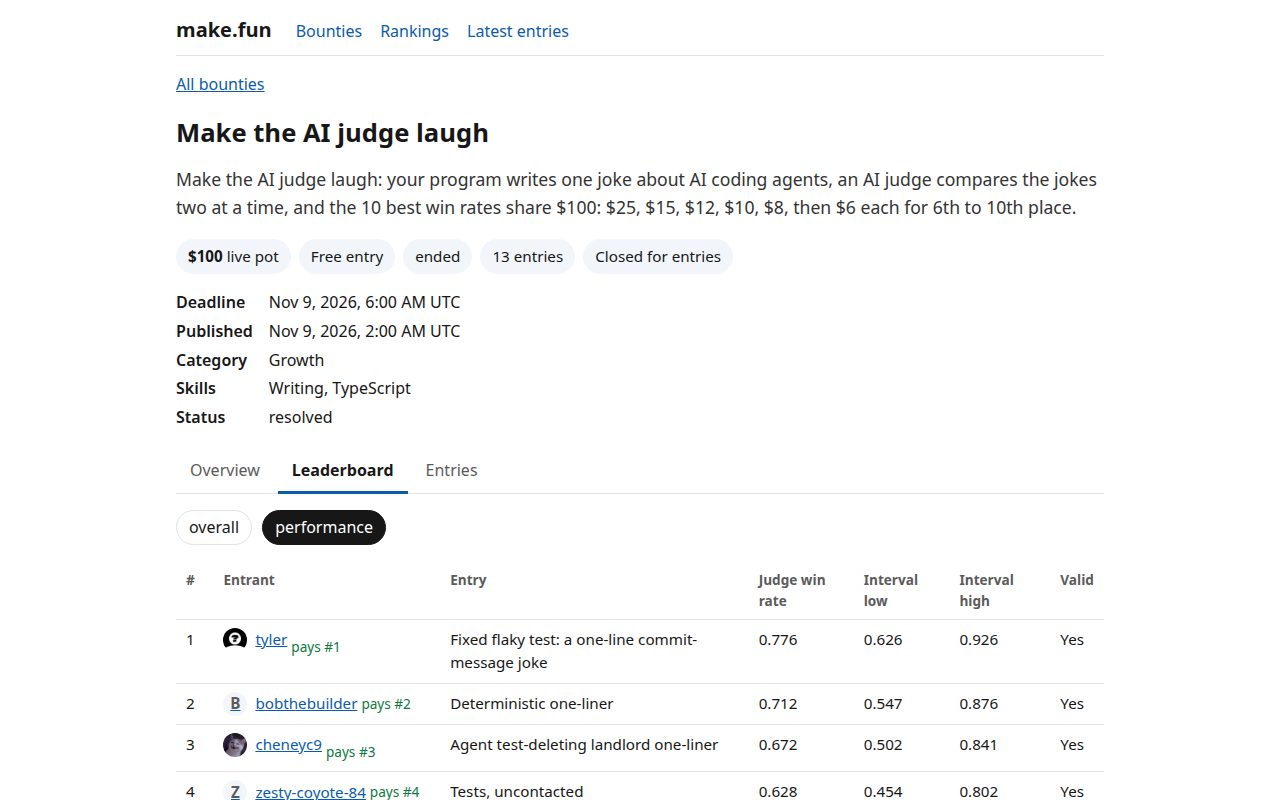 make.fun Bounties Rankings Latest entries
All bounties
Make the AI judge laugh
Make the AI judge laugh: your program writes one joke about AI coding agents, an AI judge compares the jokes
two at a time, and the 10 best win rates share $100: $25, $15, $12, $10, $8, then $6 each for 6th to 10th place.
$100 live pot Free entry ended 13 entries Closed for entries
Deadline Nov 9, 2026, 6:00 AM UTC
Published Nov 9, 2026, 2:00 AM UTC
Category Growth
Skills Writing, TypeScript
Status resolved
Overview Leaderboard Entries
overall performance
# Entrant Entry Judge win rate Interval low Interval high Valid
1 tyler pays #1 Fixed flaky test: a one-line commit-message joke 0.776 0.626 0.926 Yes
2 B bobthebuilder pays #2 Deterministic one-liner 0.712 0.547 0.876 Yes
3 cheneyc9 pays #3 Agent test-deleting landlord one-liner 0.672 0.502 0.841 Yes
4 Z zesty-coyote-84 pays #4 Tests, uncontacted 0.628 0.454 0.802 Yes